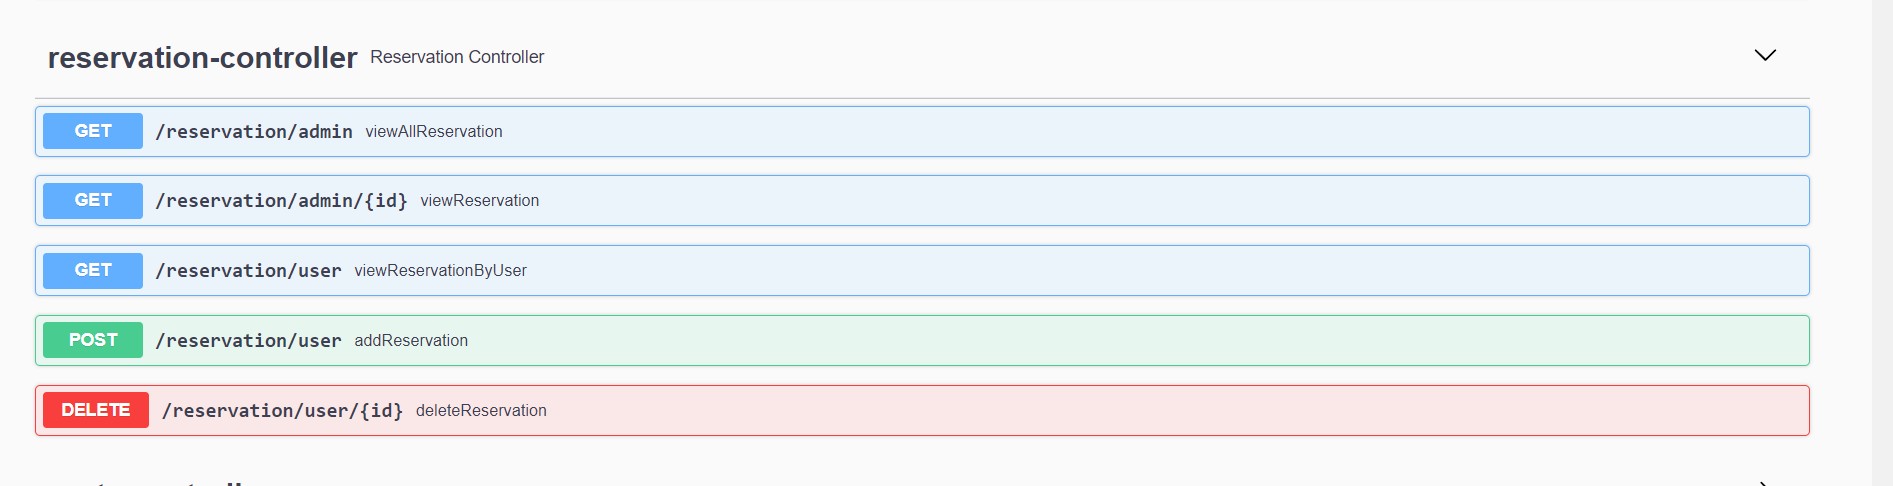 reservation-controller Reservation Controller
GET /reservation/admin viewAllReservation
GET /reservation/admin/{id} viewReservation
GET /reservation/user viewReservationByUser
POST /reservation/user addReservation
DELETE /reservation/user/{id} deleteReservation